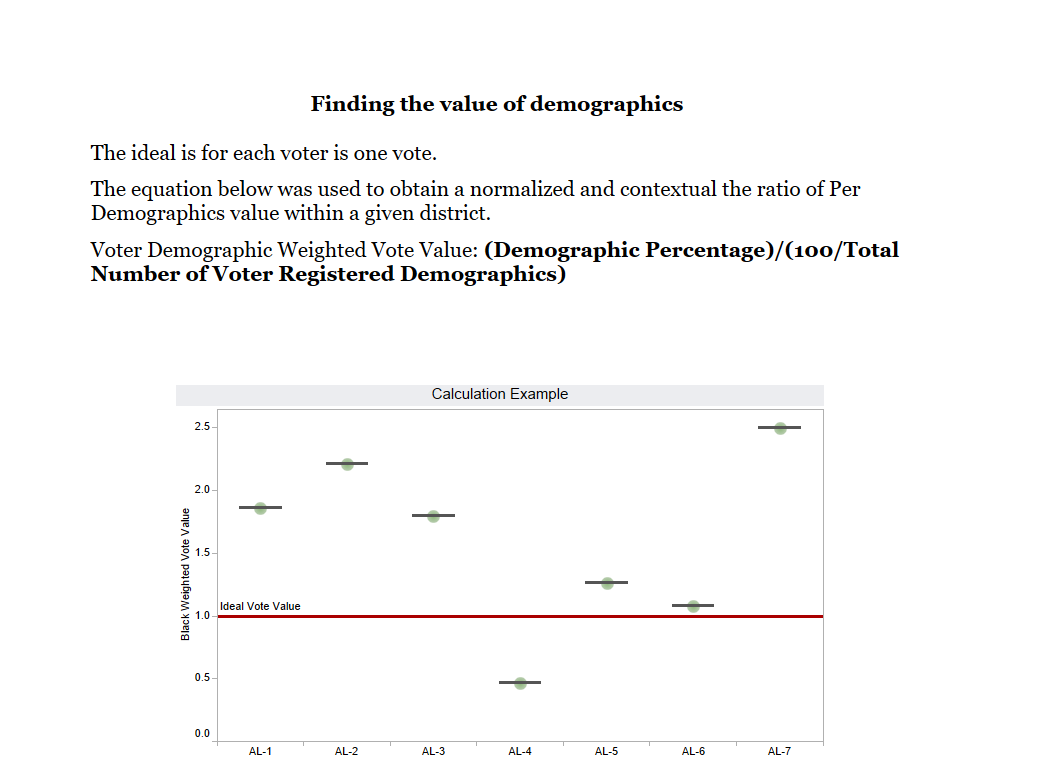 Finding the value of demographics
The ideal is for each voter is one vote.
The equation below was used to obtain a normalized and contextual the ratio of Per
Demographics value within a given district.
Voter Demographic Weighted Vote Value: (Demographic Percentage)/(100/Total
Number of Voter Registered Demographics)
Calculation Example
Black Weighted Vote Value
2.5
2.0
1.5
1.0
0.5
0.0
Ideal Vote Value
AL-1 AL-2 AL-3 AL-4 AL-5 AL-6 AL-7